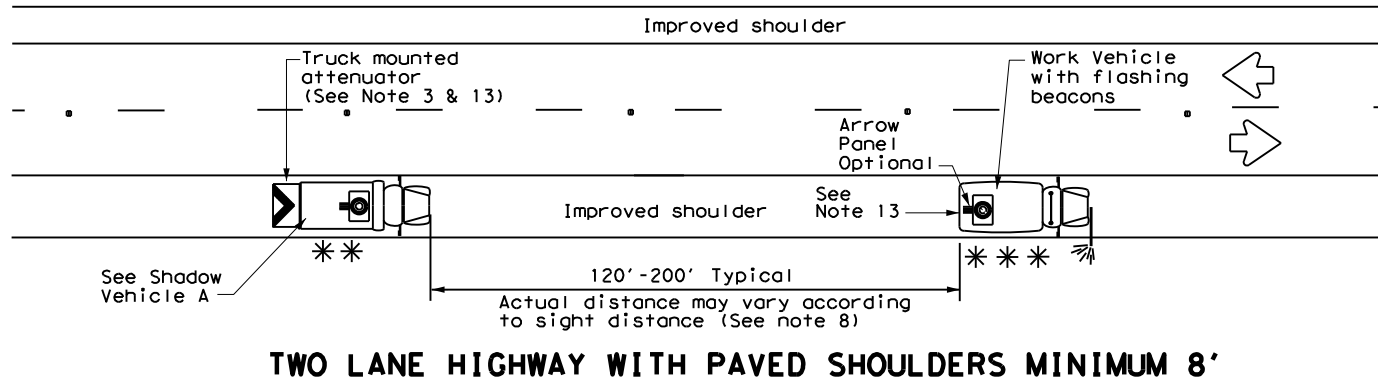 Improved shoulder
Truck mounted
attenuator
(See Note 3 & 13)
Work Vehicle
with flashing
beacons
Arrow
Panel
Optional
See
Note 13
Improved shoulder
See Shadow
Vehicle A
120'-200' Typical
Actual distance may vary according
to sight distance (See note 8)
TWO LANE HIGHWAY WITH PAVED SHOULDERS MINIMUM 8'